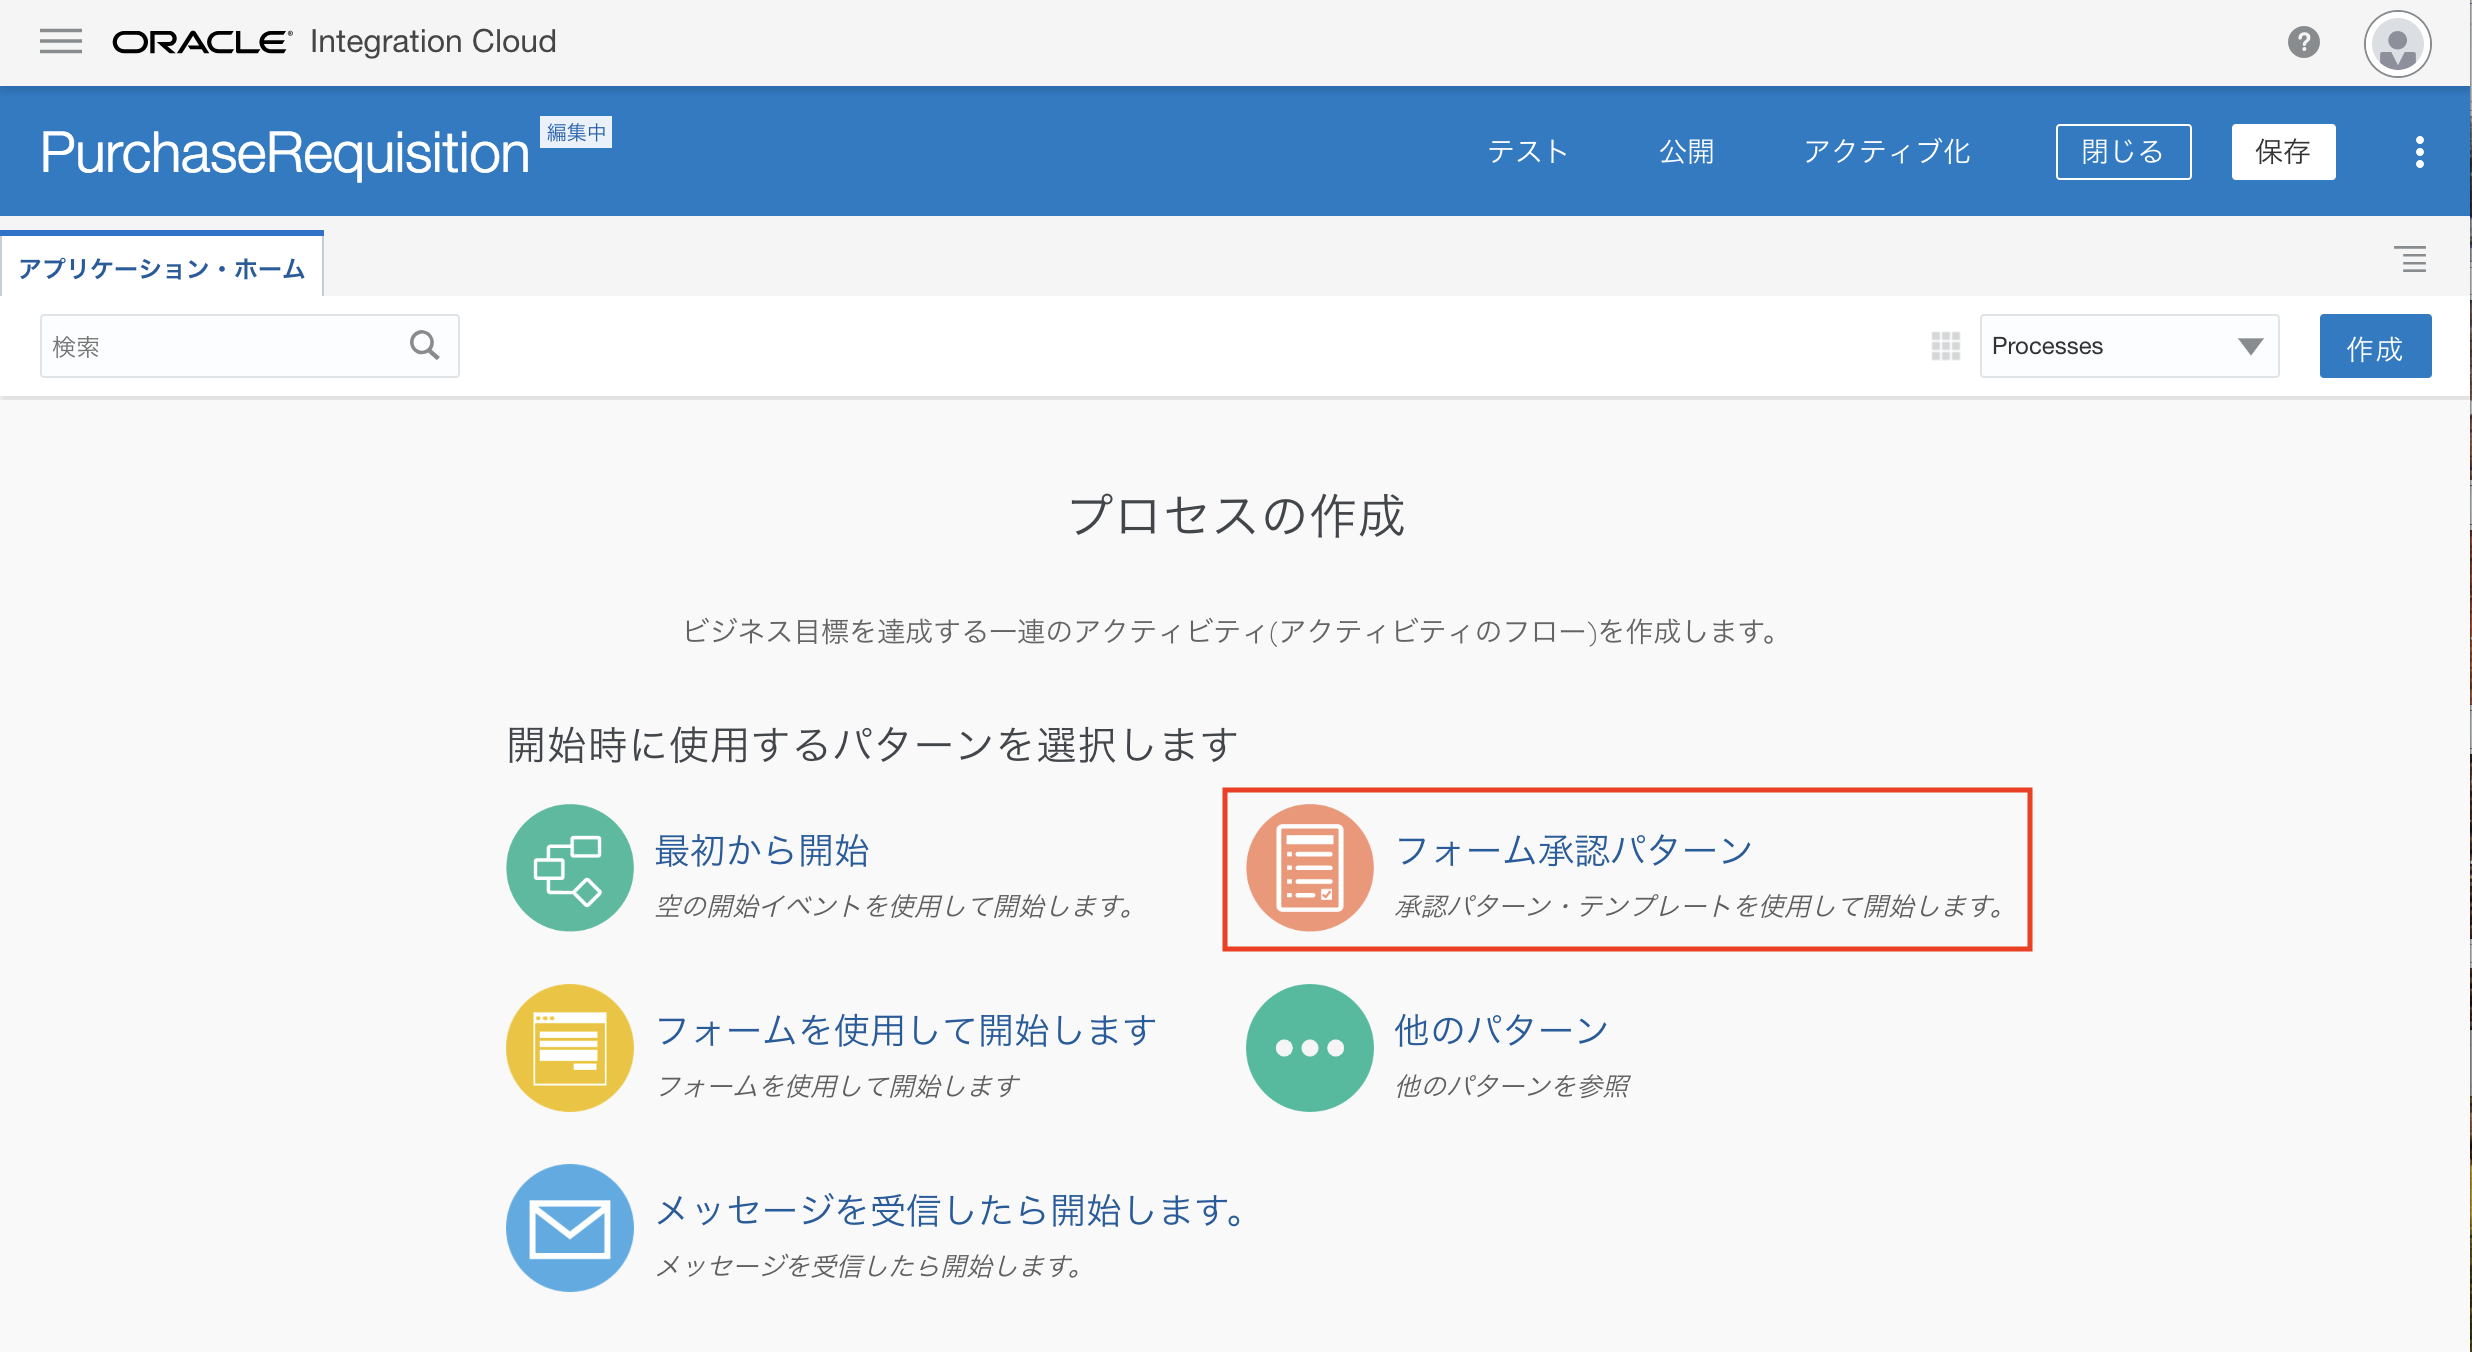 ORACLE® Integration Cloud
?
PurchaseRequisition 編集中
テスト 公開 アクティブ化 閉じる 保存
アプリケーション・ホーム
検索 Processes 作成
プロセスの作成
ビジネス目標を達成する一連のアクティビティ(アクティビティのフロー)を作成します。
開始時に使用するパターンを選択します
最初から開始
空の開始イベントを使用して開始します。
フォーム承認パターン
承認パターン・テンプレートを使用して開始します。
フォームを使用して開始します
フォームを使用して開始します
他のパターン
他のパターンを参照
メッセージを受信したら開始します。
メッセージを受信したら開始します。